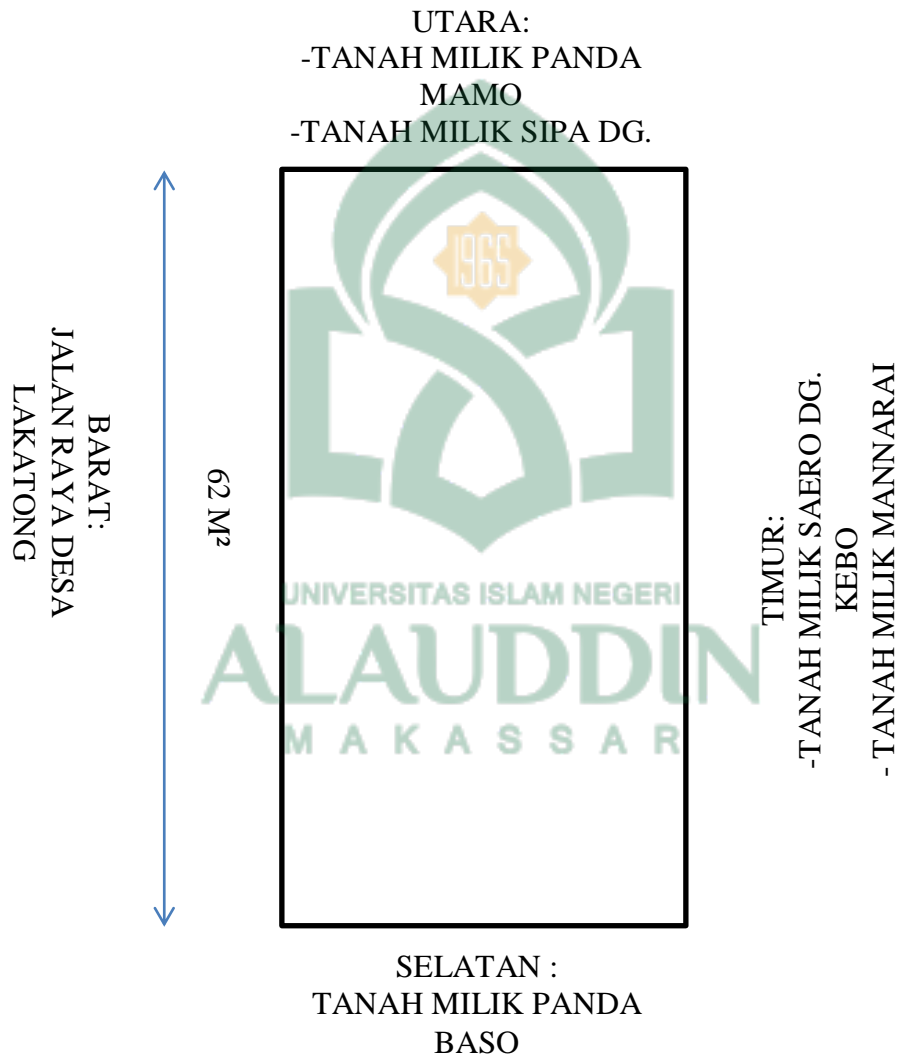 UTARA:
-TANAH MILIK PANDA
MAMO
-TANAH MILIK SIPA DG.
BARAT:
JALAN RAYA DESA
LAKATONG
62 M²
1965
UNIVERSITAS ISLAM NEGERI
ALAUDDIN
MAKASSAR
TIMUR:
-TANAH MILIK SAERO DG.
KEBO
- TANAH MILIK MANNARAI
SELATAN :
TANAH MILIK PANDA
BASO